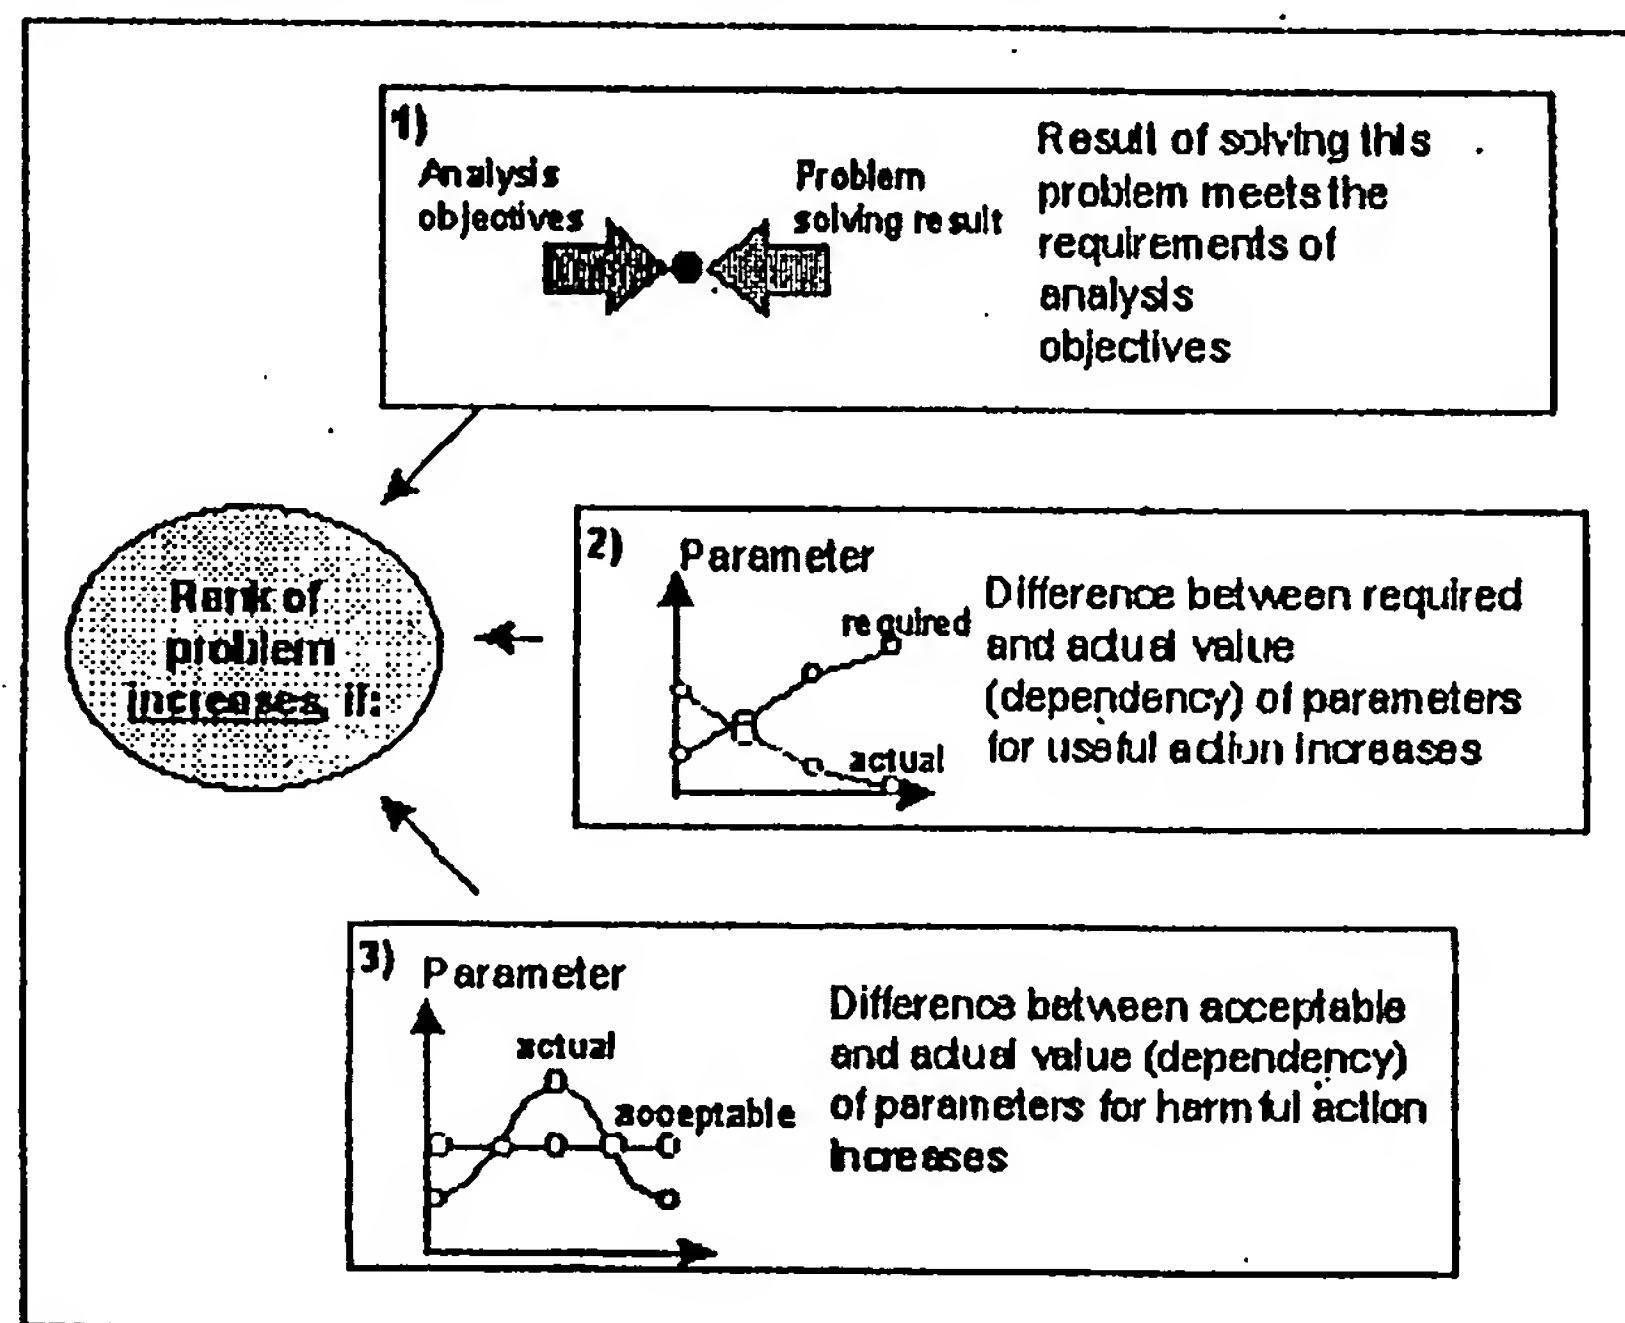 1)
Analysis
objectives
Problem
solving result
Result of solving this
problem meets the
requirements of
analysis
objectives
Rank of
problem
increases, if:
2)
Parameter
required
actual
Difference between required
and actual value
(dependency) of parameters
for useful action increases
3)
Parameter
actual
acceptable
Difference between acceptable
and actual value (dependency)
of parameters for harmful action
increases